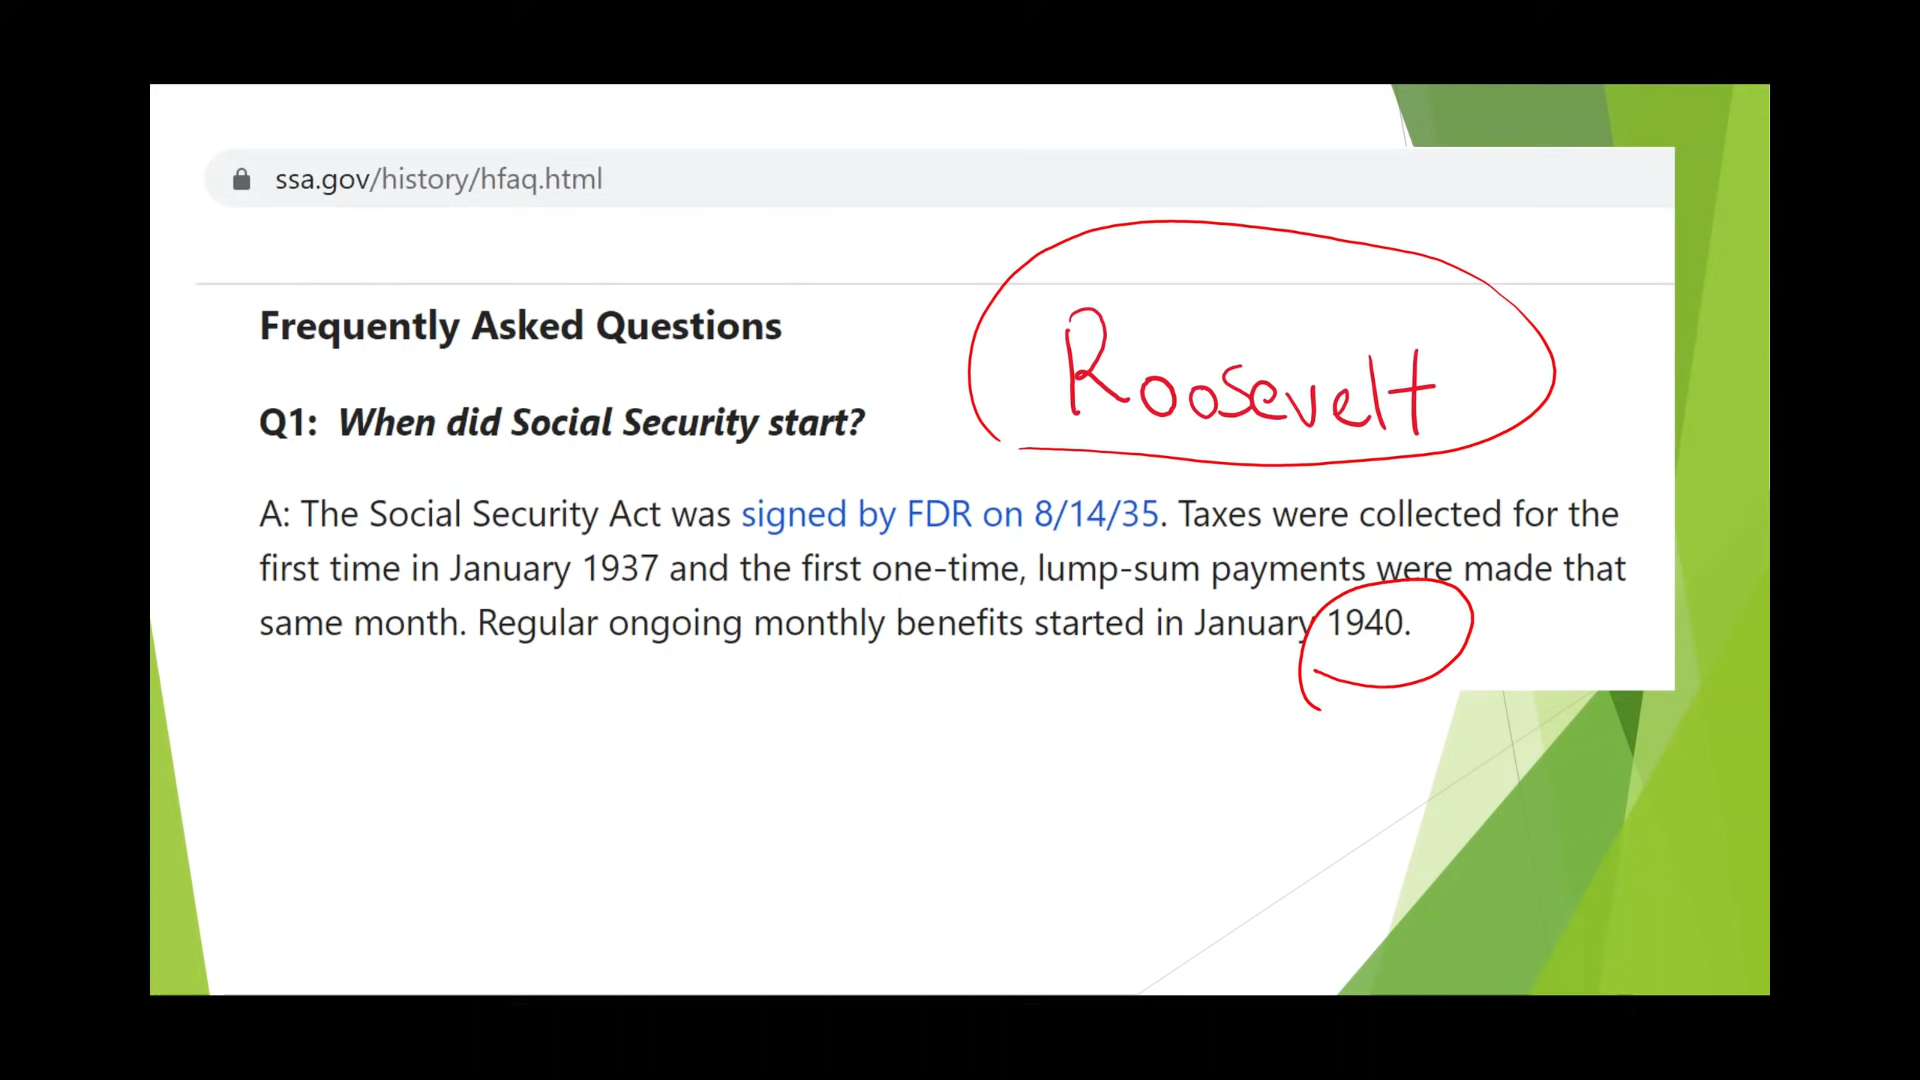 ssa.gov/history/hfaq.html
Frequently Asked Questions
Roosevelt
Q1: When did Social Security start?
A: The Social Security Act was signed by FDR on 8/14/35. Taxes were collected for the
first time in January 1937 and the first one-time, lump-sum payments were made that
same month. Regular ongoing monthly benefits started in January 1940.